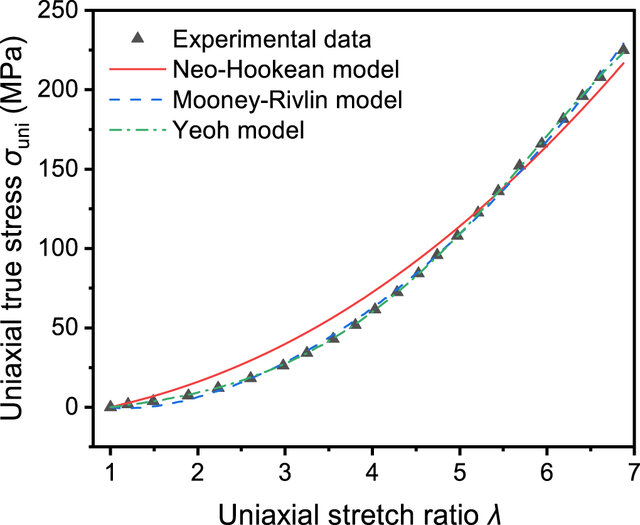 250
200
150
100
50
0
Uniaxial true stress σuni (MPa)
Experimental data
Neo-Hookean model
Mooney-Rivlin model
Yeoh model
1 2 3 4 5 6 7
Uniaxial stretch ratio λ